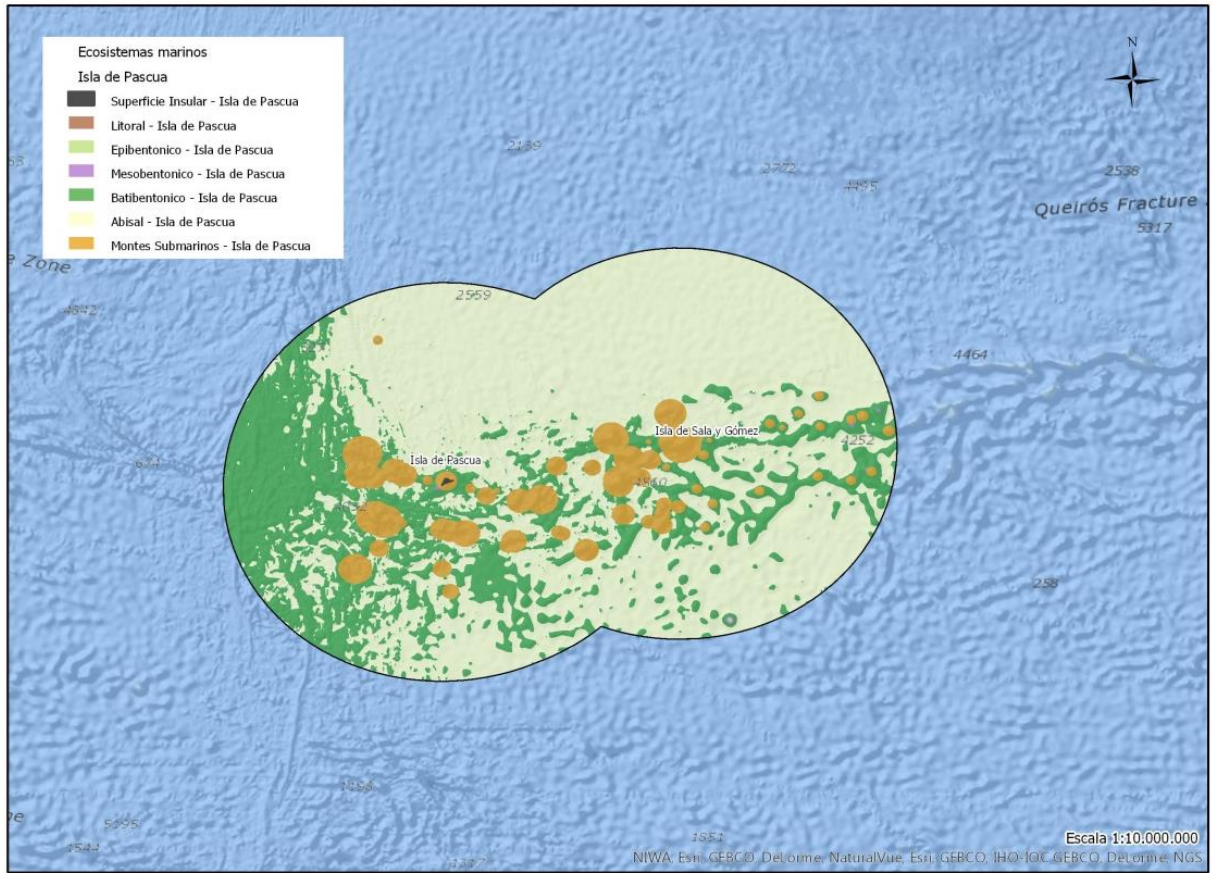 Ecosistemas marinos
Isla de Pascua
Superficie Insular - Isla de Pascua
Litoral - Isla de Pascua
Epibentonico - Isla de Pascua
Mesobentonico - Isla de Pascua
Batibentonico - Isla de Pascua
Abisal - Isla de Pascua
Montes Submarinos - Isla de Pascua
N
2139
2772
4495
2538
Queirós Fracture
5317
e Zone
4842
2559
4464
Isla de Sala y Gómez
4252
Isla de Pascua
258
1544
1851
Escala 1:10.000.000
NIWA, Esri, GEBCO, DeLorme, NaturalVue, Esri, GEBCO, IHO-IOC GEBCO, DeLorme, NGS